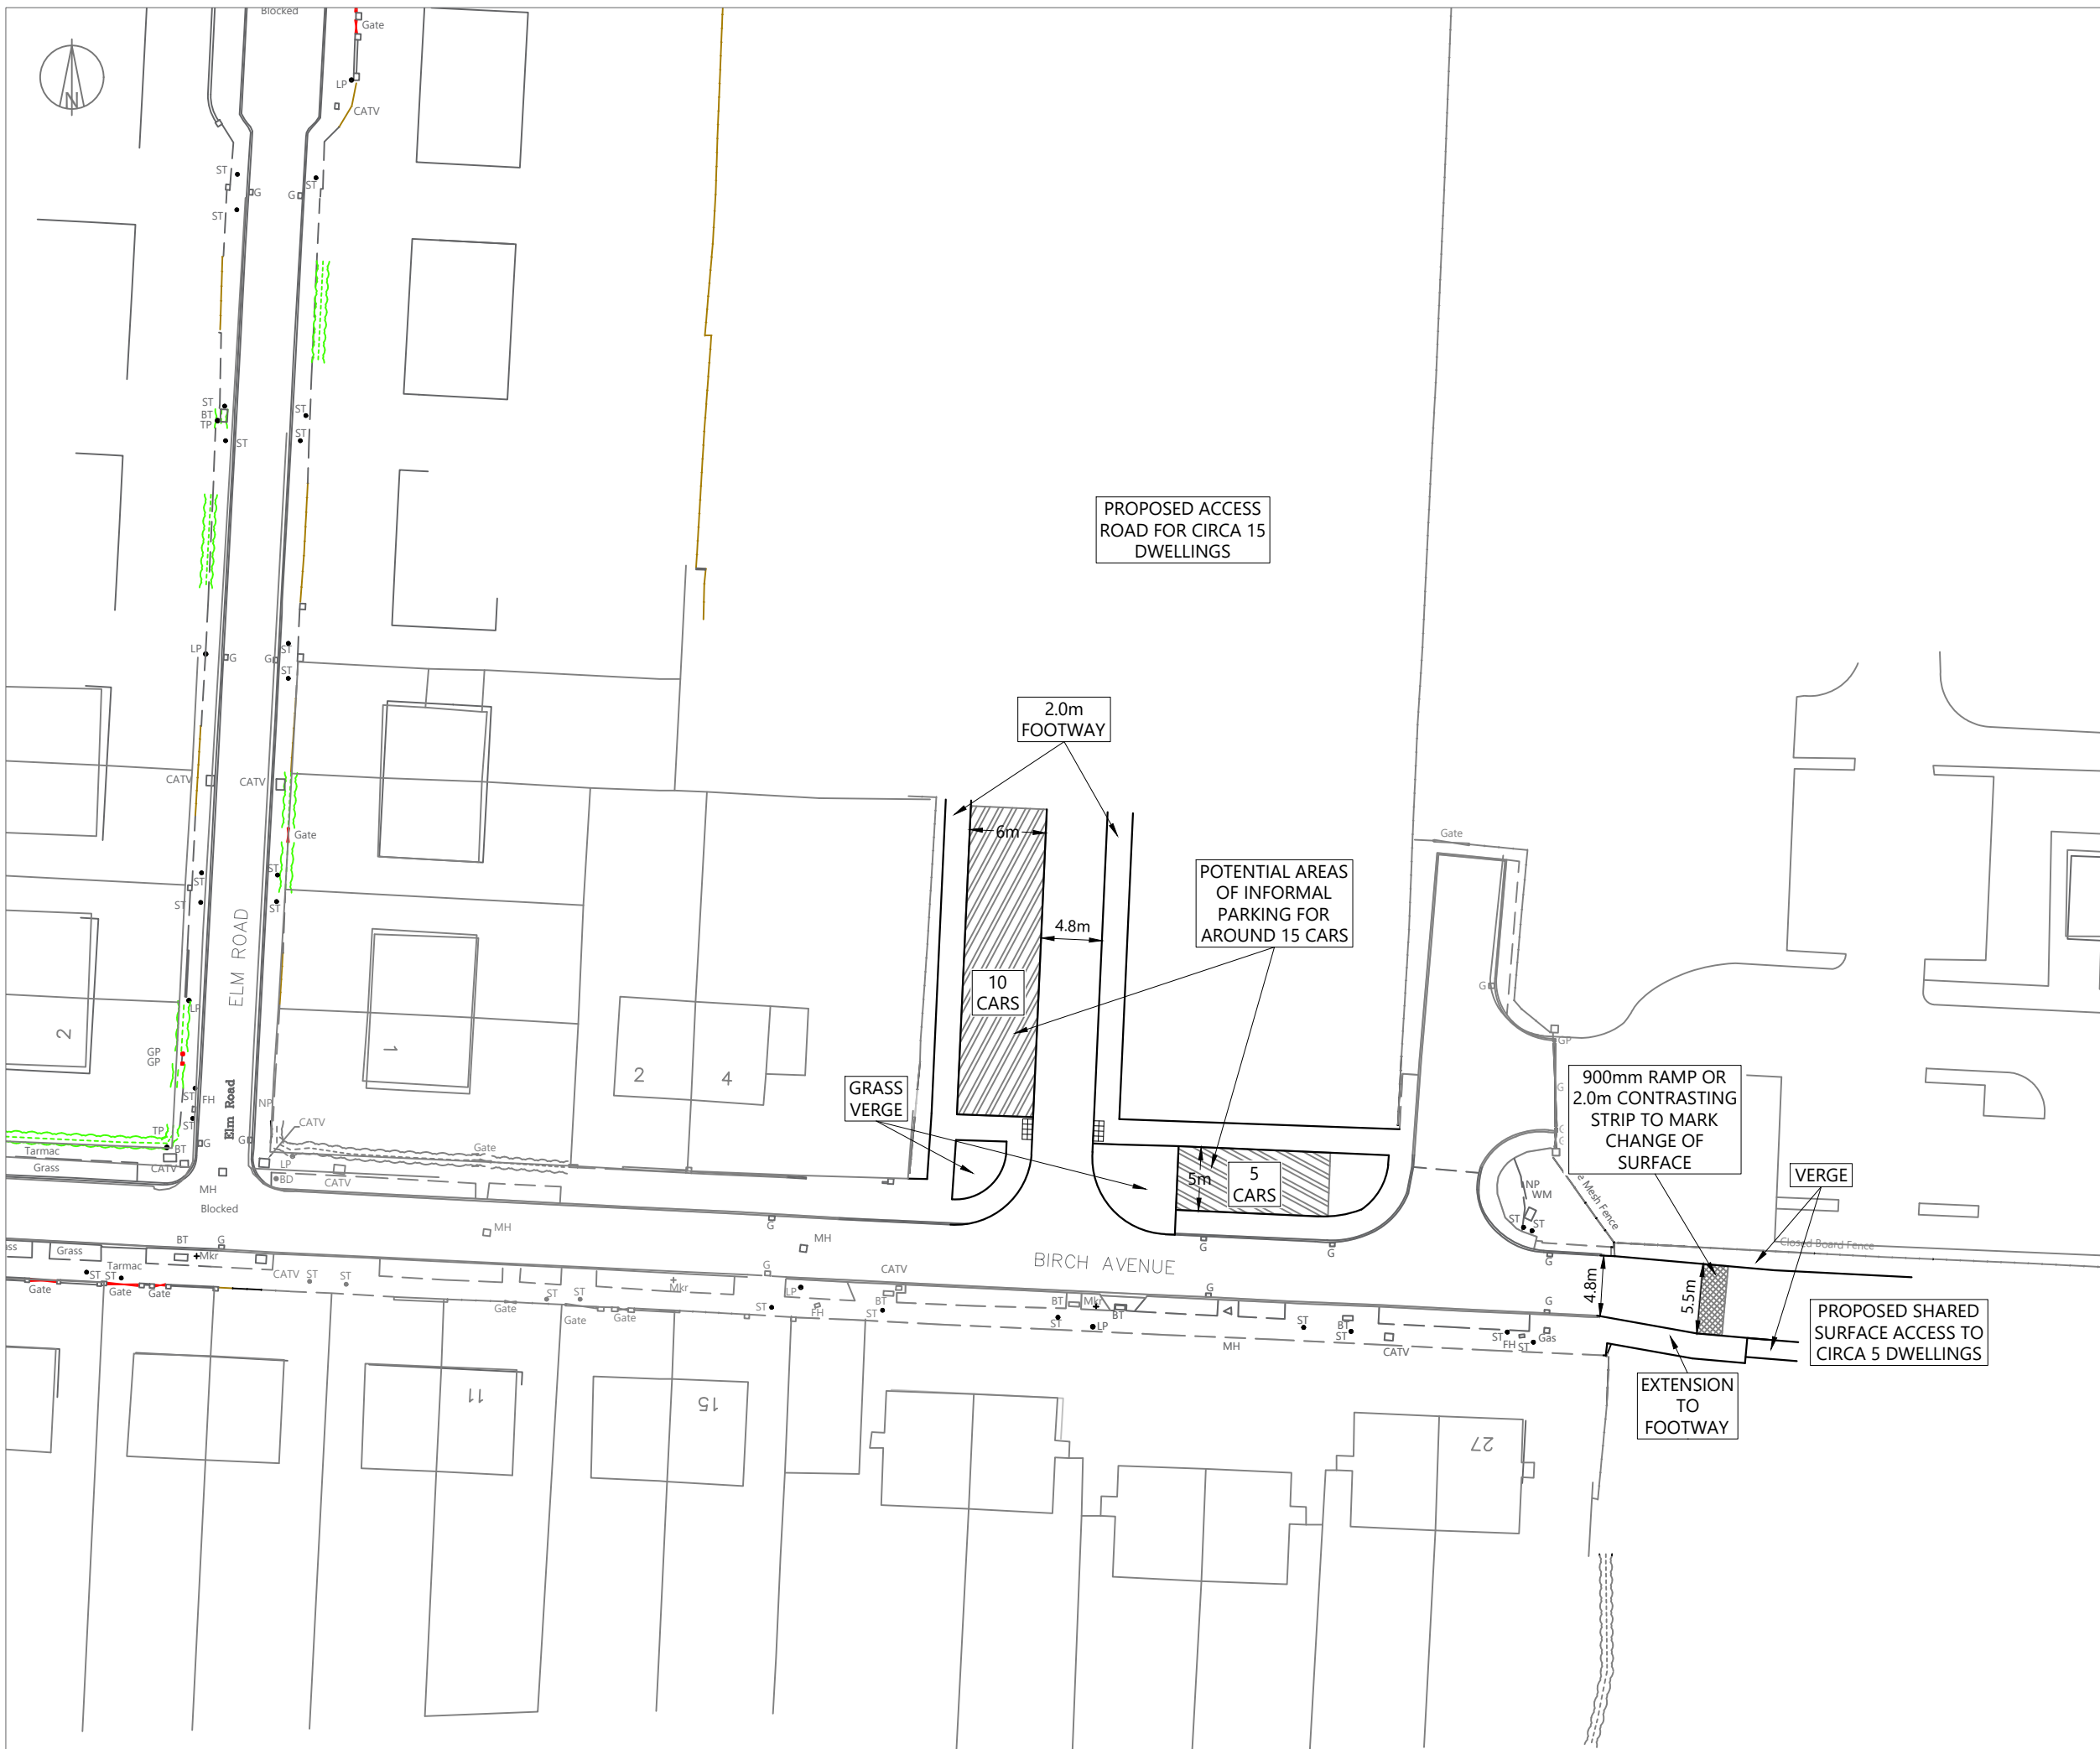 Blocked
Gate
N
LP
CATV
ST
G
G
ST
ST
ST
BT
TP
ST
ST
ST
PROPOSED ACCESS
ROAD FOR CIRCA 15
DWELLINGS
LP
G
G
ST
ST
2.0m
FOOTWAY
CATV
CATV
Gate
6m
Gate
POTENTIAL AREAS
OF INFORMAL
PARKING FOR
AROUND 15 CARS
ST
ST
ST
ST
4.8m
ELM ROAD
10
CARS
G
LP
2
1
GP
GP
GP
2
4
GRASS
VERGE
900mm RAMP OR
2.0m CONTRASTING
STRIP TO MARK
CHANGE OF
SURFACE
G
ST
FH
Elm Road
NP
CATV
ST
TP
G
G
BT
Gate
Tarmac
Grass
CATV
LP
BD
CATV
MH
Blocked
5m
5
CARS
NP
WM
ST
ST
e Mesh Fence
VERGE
MH
G
MH
G
G
G
Closed Board Fence
BIRCH AVENUE
ass
Grass
BT
G
Mkr
Tarmac
ST
ST
Gate
Gate
Gate
CATV
ST
ST
Mkr
G
CATV
G
G
4.8m
5.5m
LP
FH
BT
ST
ST
BT
Mkr
BT
LP
ST
ST
Gate
Gate
Gate
ST
ST
BT
ST
MH
CATV
ST
FH
ST
Gas
PROPOSED SHARED
SURFACE ACCESS TO
CIRCA 5 DWELLINGS
EXTENSION
TO
FOOTWAY
11
15
27